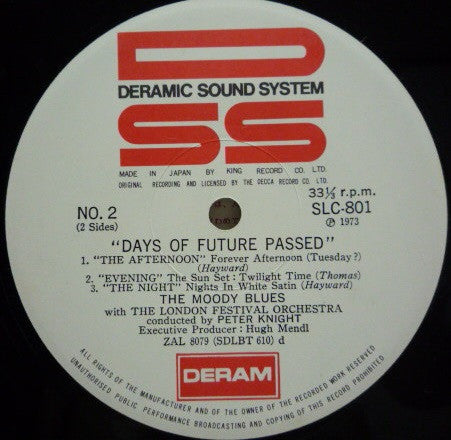 DSS
DERAMIC SOUND SYSTEM
MADE IN JAPAN BY KING RECORD CO. LTD.
ORIGINAL RECORDING AND LICENSED BY THE DECCA RECORD CO. LTD.
33⅓ r.p.m.
NO. 2
(2 Sides)
SLC-801
Ⓟ 1973
"DAYS OF FUTURE PASSED"
1. "THE AFTERNOON" Forever Afternoon (Tuesday?)
(Hayward)
2. "EVENING" The Sun Set: Twilight Time (Thomas)
3. "THE NIGHT" Nights In White Satin (Hayward)
THE MOODY BLUES
with THE LONDON FESTIVAL ORCHESTRA
conducted by PETER KNIGHT
Executive Producer: Hugh Mendl
ZAL 8079 (SDLBT 610) d
DERAM
ALL RIGHTS OF THE MANUFACTURER AND OF THE OWNER OF THE RECORDED WORK RESERVED
UNAUTHORISED PUBLIC PERFORMANCE BROADCASTING AND COPYING OF THIS RECORD PROHIBITED